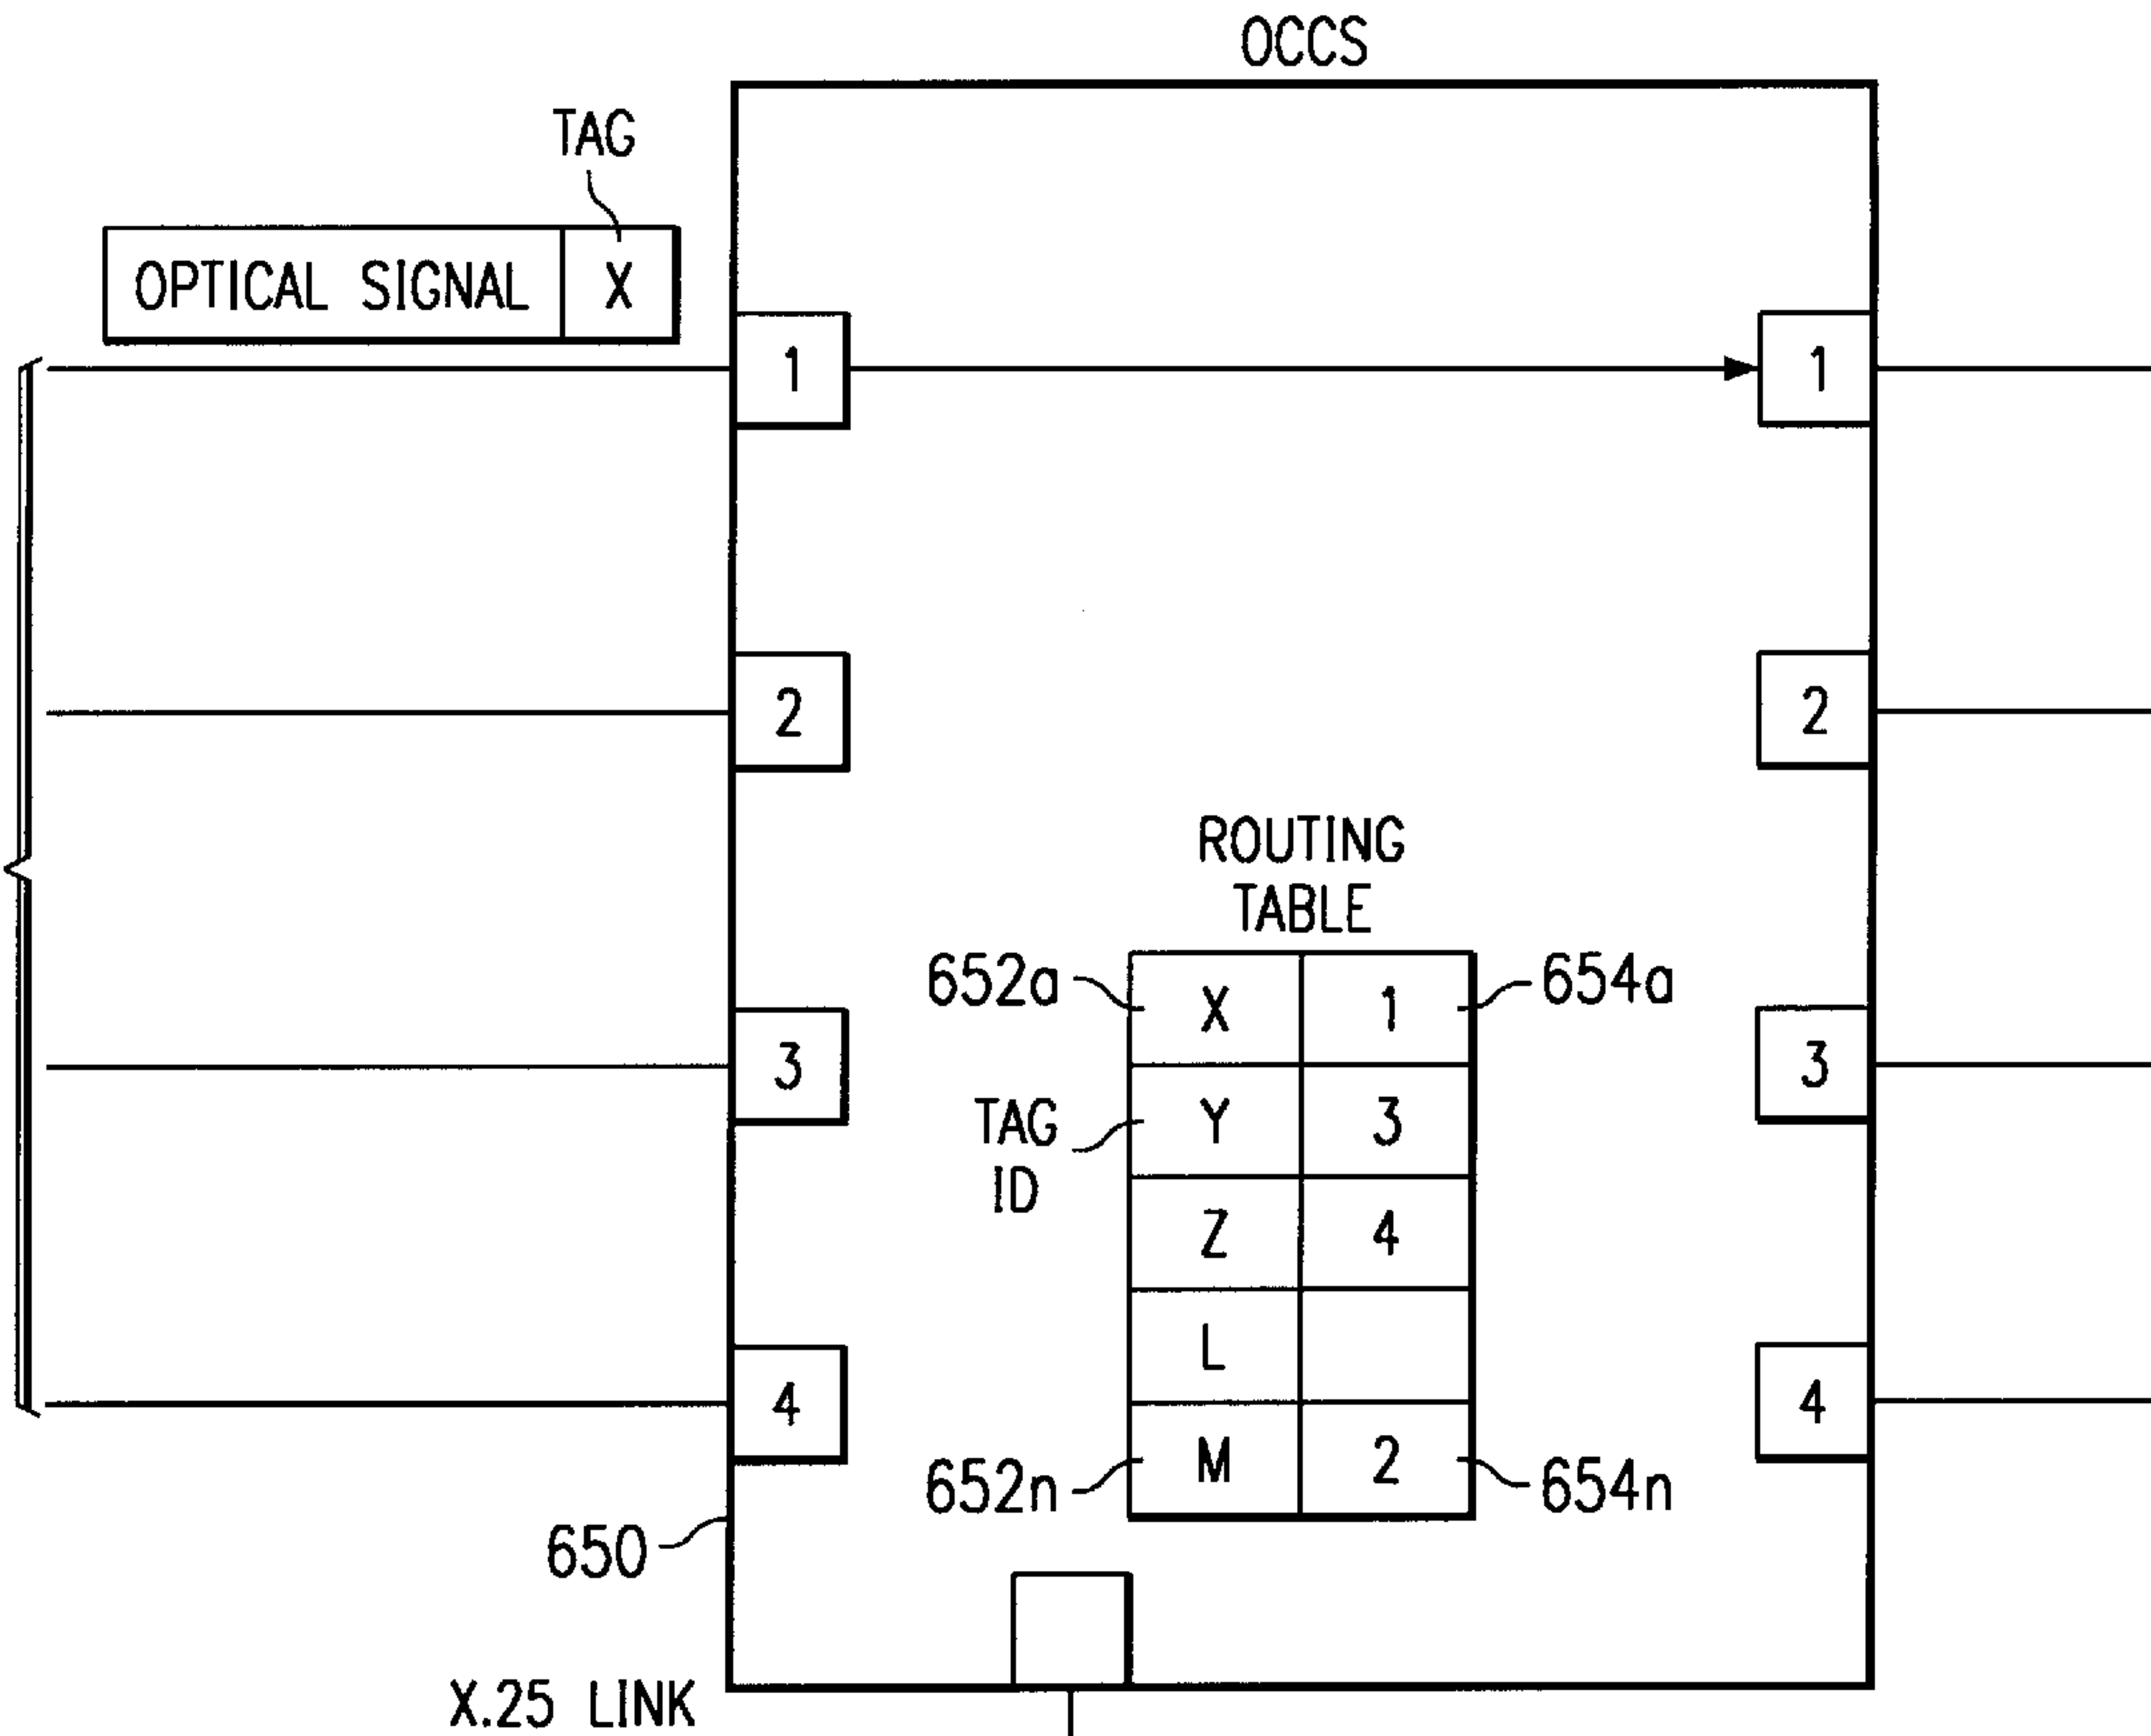 OCCS
TAG
OPTICAL SIGNAL X
1 1
2 2
ROUTING
TABLE
652a X 1 654a
3 3
TAG
ID
Y 3
Z 4
L
4 4
652n M 2 654n
650
X.25 LINK